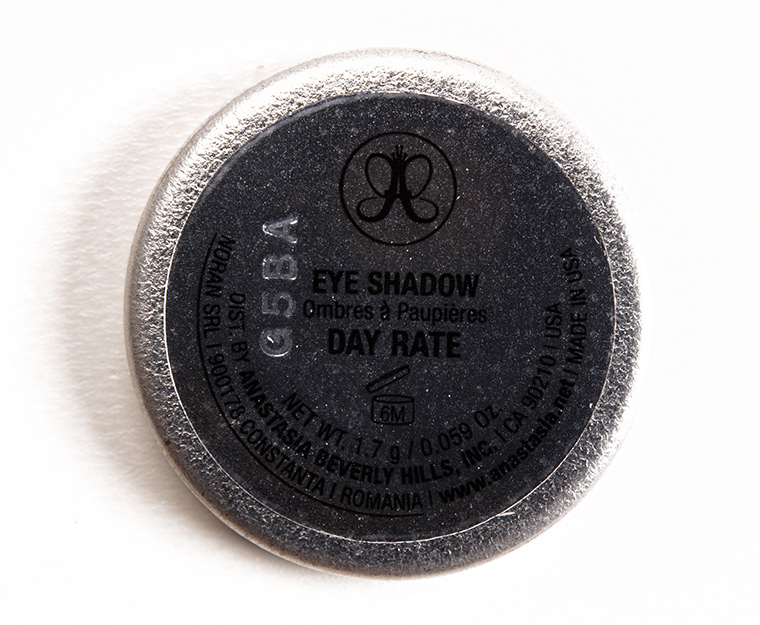 EYE SHADOW
Ombres à Paupières
DAY RATE
G5BA
6M
NET WT. 1.7 g / 0.059 Oz.
DIST. BY ANASTASIA BEVERLY HILLS, INC. | CA 90210 | USA
NORAN SRL | 900178 CONSTANTA | ROMANIA | www.anastasia.net | MADE IN USA